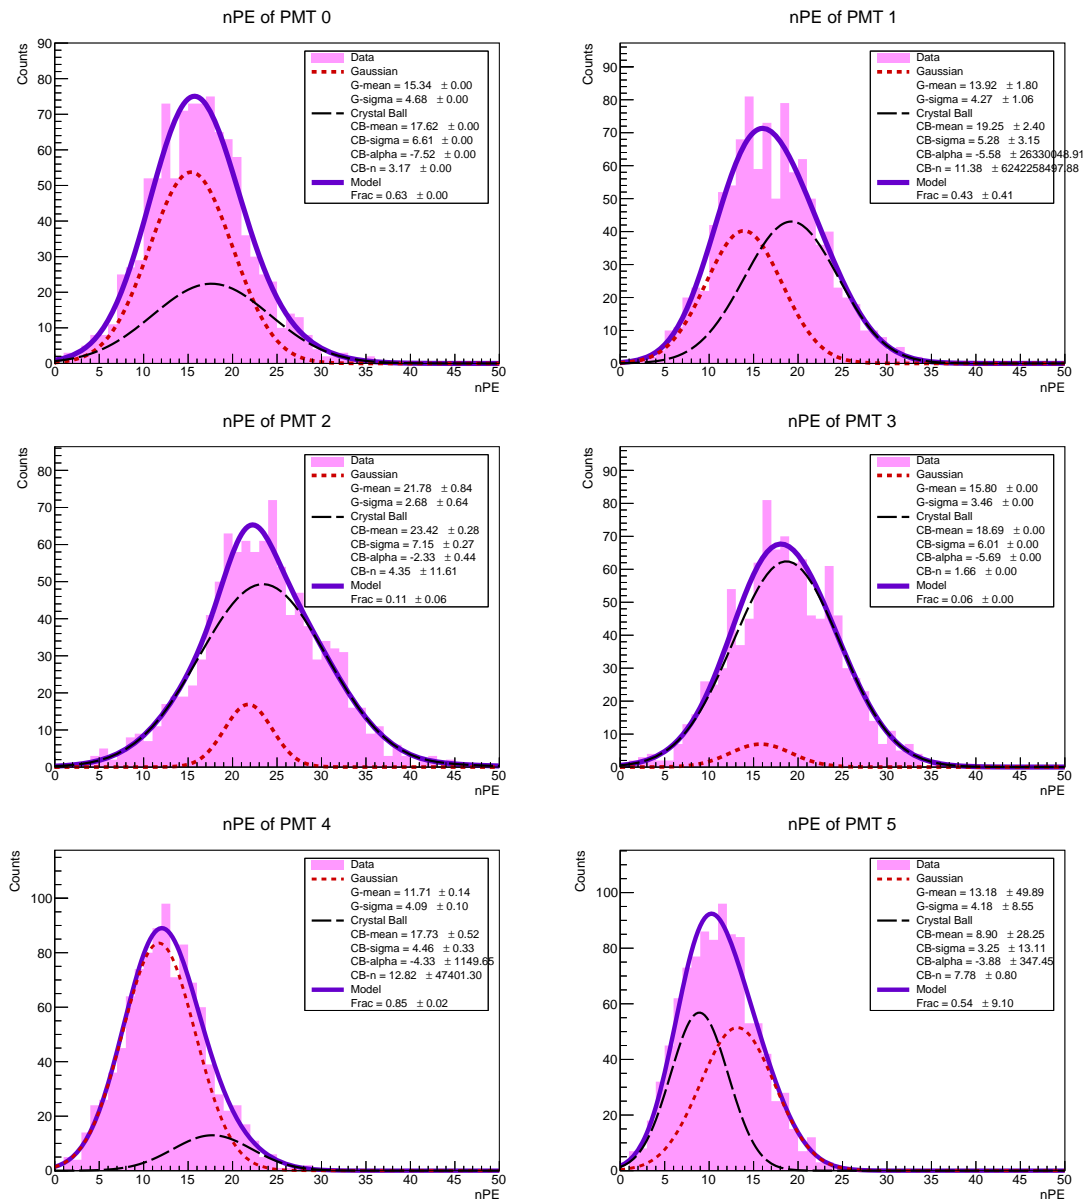 nPE of PMT 0
Counts
90
80
70
60
50
40
30
20
10
0
0 5 10 15 20 25 30 35 40 45 50
nPE
Data
Gaussian
G-mean = 15.34 ± 0.00
G-sigma = 4.68 ± 0.00
Crystal Ball
CB-mean = 17.62 ± 0.00
CB-sigma = 6.61 ± 0.00
CB-alpha = -7.52 ± 0.00
CB-n = 3.17 ± 0.00
Model
Frac = 0.63 ± 0.00
nPE of PMT 1
Counts
90
80
70
60
50
40
30
20
10
0
0 5 10 15 20 25 30 35 40 45 50
nPE
Data
Gaussian
G-mean = 13.92 ± 1.80
G-sigma = 4.27 ± 1.06
Crystal Ball
CB-mean = 19.25 ± 2.40
CB-sigma = 5.28 ± 3.15
CB-alpha = -5.58 ± 26330048.91
CB-n = 11.38 ± 6242258497.88
Model
Frac = 0.43 ± 0.41
nPE of PMT 2
Counts
80
70
60
50
40
30
20
10
0
0 5 10 15 20 25 30 35 40 45 50
nPE
Data
Gaussian
G-mean = 21.78 ± 0.84
G-sigma = 2.68 ± 0.64
Crystal Ball
CB-mean = 23.42 ± 0.28
CB-sigma = 7.15 ± 0.27
CB-alpha = -2.33 ± 0.44
CB-n = 4.35 ± 11.61
Model
Frac = 0.11 ± 0.06
nPE of PMT 3
Counts
90
80
70
60
50
40
30
20
10
0
0 5 10 15 20 25 30 35 40 45 50
nPE
Data
Gaussian
G-mean = 15.80 ± 0.00
G-sigma = 3.46 ± 0.00
Crystal Ball
CB-mean = 18.69 ± 0.00
CB-sigma = 6.01 ± 0.00
CB-alpha = -5.69 ± 0.00
CB-n = 1.66 ± 0.00
Model
Frac = 0.06 ± 0.00
nPE of PMT 4
Counts
100
80
60
40
20
0
0 5 10 15 20 25 30 35 40 45 50
nPE
Data
Gaussian
G-mean = 11.71 ± 0.14
G-sigma = 4.09 ± 0.10
Crystal Ball
CB-mean = 17.73 ± 0.52
CB-sigma = 4.46 ± 0.33
CB-alpha = -4.33 ± 1149.65
CB-n = 12.82 ± 47401.30
Model
Frac = 0.85 ± 0.02
nPE of PMT 5
Counts
100
80
60
40
20
0
0 5 10 15 20 25 30 35 40 45 50
nPE
Data
Gaussian
G-mean = 13.18 ± 49.89
G-sigma = 4.18 ± 8.55
Crystal Ball
CB-mean = 8.90 ± 28.25
CB-sigma = 3.25 ± 13.11
CB-alpha = -3.88 ± 347.45
CB-n = 7.78 ± 0.80
Model
Frac = 0.54 ± 9.10